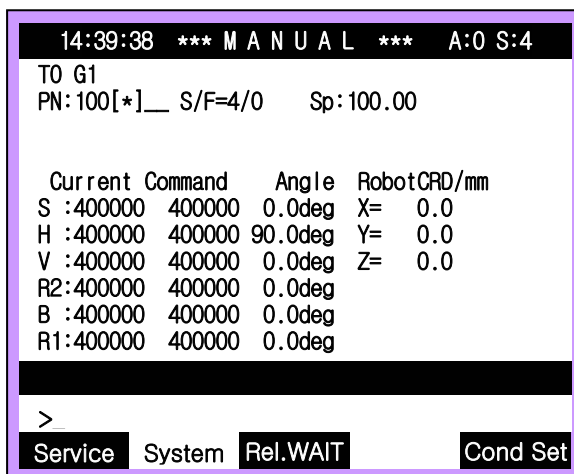 14:39:38 *** M A N U A L *** A:0 S:4
T0 G1
PN:100[*]__ S/F=4/0 Sp:100.00
Current Command Angle RobotCRD/mm
S :400000 400000 0.0deg X= 0.0
H :400000 400000 90.0deg Y= 0.0
V :400000 400000 0.0deg Z= 0.0
R2:400000 400000 0.0deg
B :400000 400000 0.0deg
R1:400000 400000 0.0deg
>_
Service System Rel.WAIT Cond Set